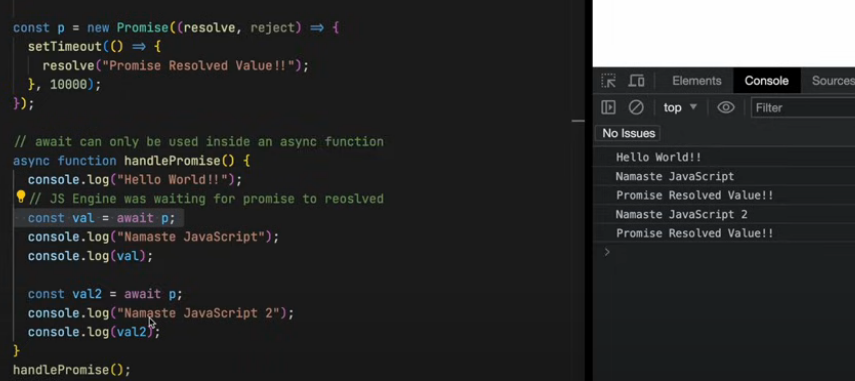 const p = new Promise((resolve, reject) => {
setTimeout(() => {
resolve("Promise Resolved Value!!");
}, 10000);
});
// await can only be used inside an async function
async function handlePromise() {
console.log("Hello World!!");
// JS Engine was waiting for promise to reoslved
const val = await p;
console.log("Namaste JavaScript");
console.log(val);
const val2 = await p;
console.log("Namaste JavaScript 2");
console.log(val2);
}
handlePromise();
Elements Console Sources
top Filter
No Issues
Hello World!!
Namaste JavaScript
Promise Resolved Value!!
Namaste JavaScript 2
Promise Resolved Value!!
>